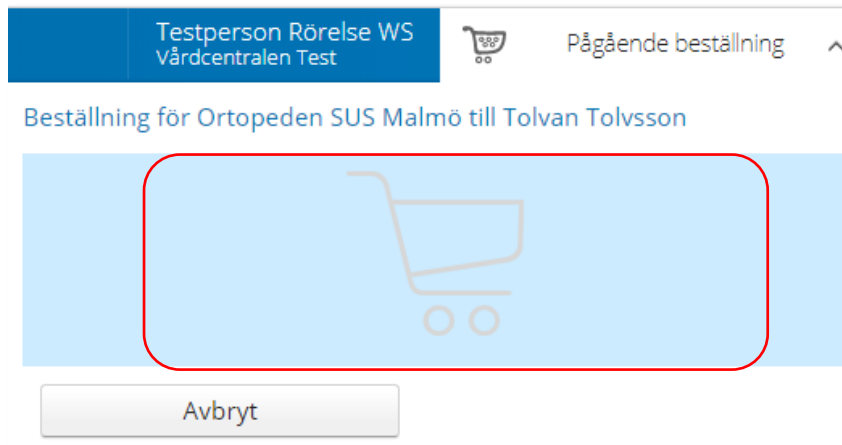 Testperson Rörelse WS
Vårdcentralen Test
Pågående beställning
Beställning för Ortopeden SUS Malmö till Tolvan Tolvsson
Avbryt